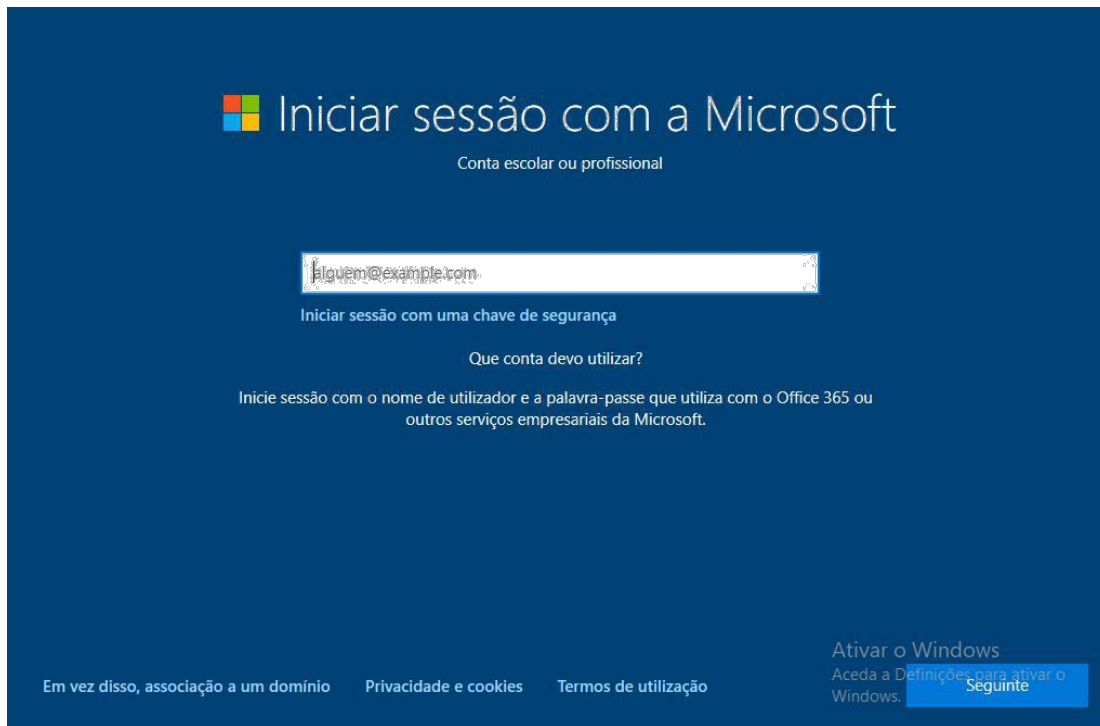 Iniciar sessão com a Microsoft
Conta escolar ou profissional
alguem@example.com
Iniciar sessão com uma chave de segurança
Que conta devo utilizar?
Inicie sessão com o nome de utilizador e a palavra-passe que utiliza com o Office 365 ou
outros serviços empresariais da Microsoft.
Ativar o Windows
Aceda a Definições para ativar o
Windows.
Em vez disso, associação a um domínio
Privacidade e cookies
Termos de utilização
Seguinte